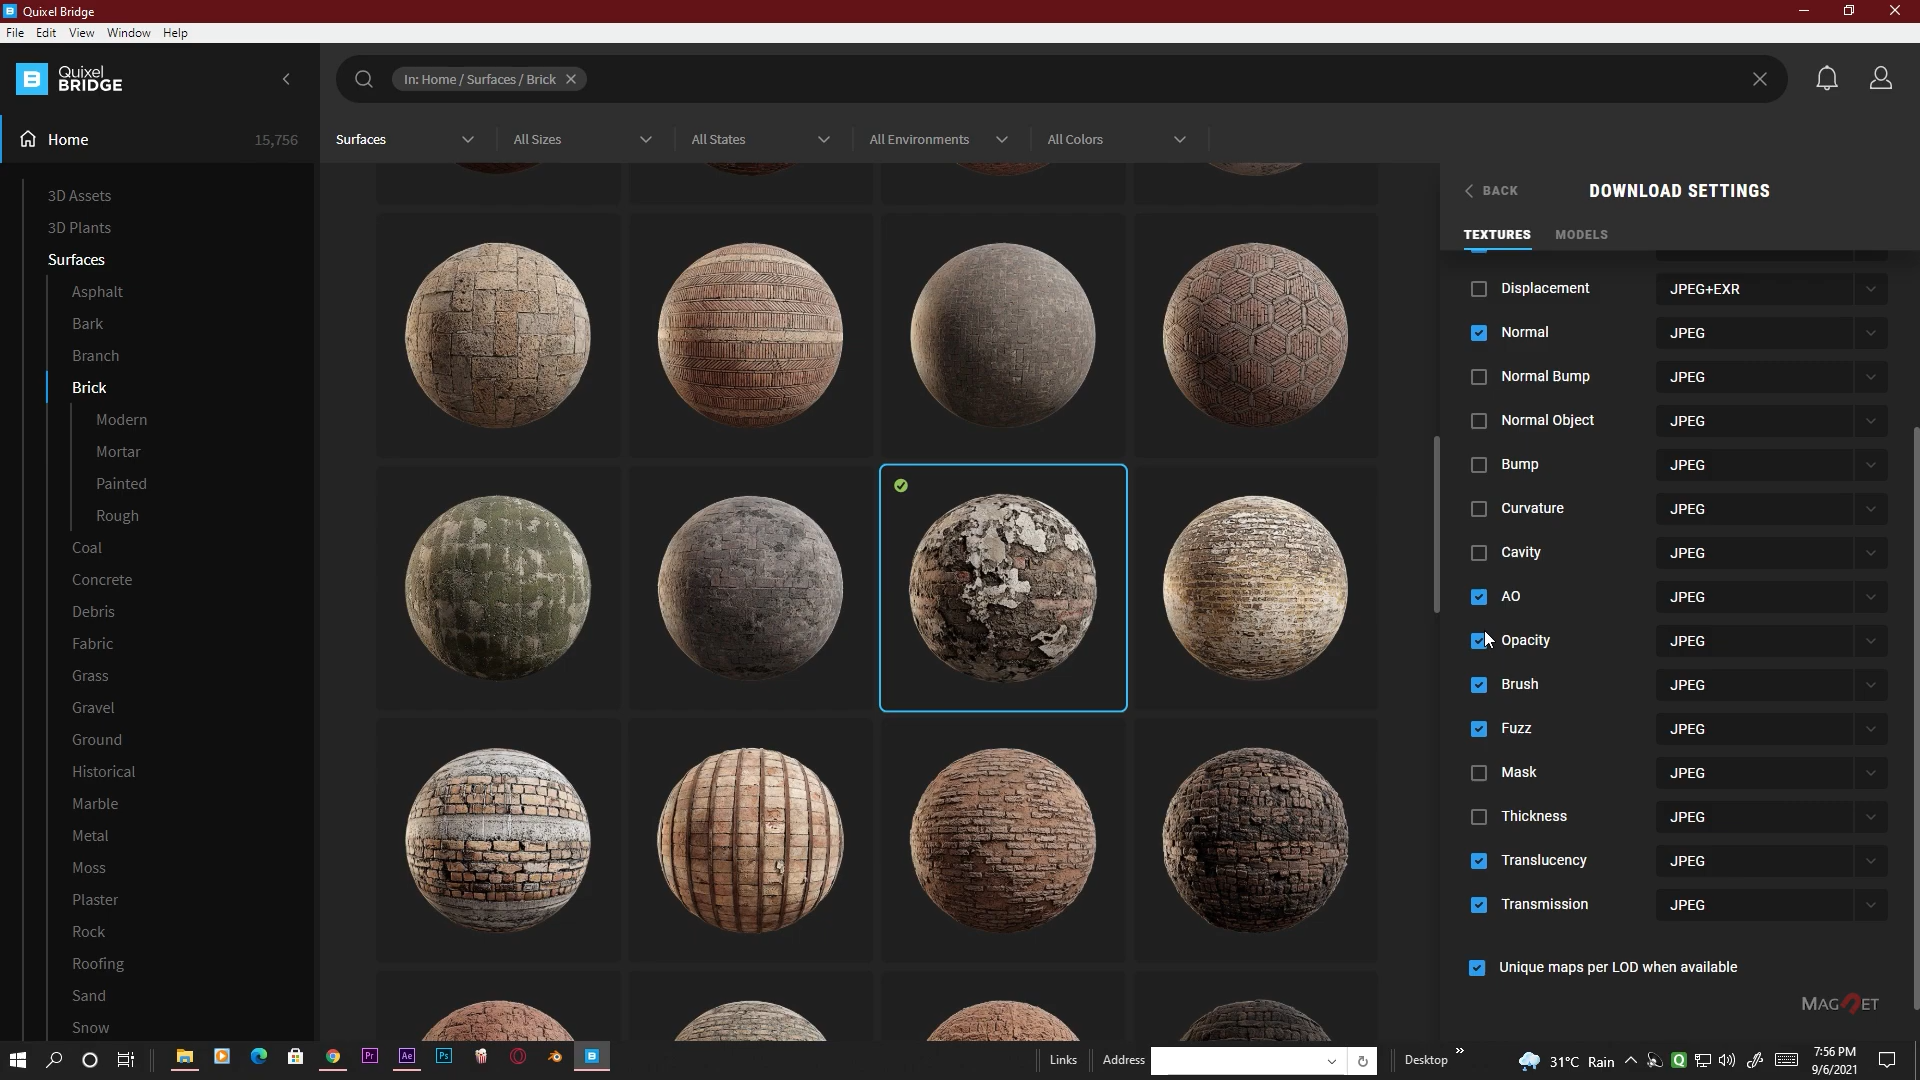 Quixel Bridge
File Edit View Window Help
Quixel
BRIDGE
In: Home / Surfaces / Brick
Home 15,756
Surfaces All Sizes All States All Environments All Colors
3D Assets
3D Plants
Surfaces
Asphalt
Bark
Branch
Brick
Modern
Mortar
Painted
Rough
Coal
Concrete
Debris
Fabric
Grass
Gravel
Ground
Historical
Marble
Metal
Moss
Plaster
Rock
Roofing
Sand
Snow
BACK DOWNLOAD SETTINGS
TEXTURES MODELS
Displacement JPEG+EXR
Normal JPEG
Normal Bump JPEG
Normal Object JPEG
Bump JPEG
Curvature JPEG
Cavity JPEG
AO JPEG
Opacity JPEG
Brush JPEG
Fuzz JPEG
Mask JPEG
Thickness JPEG
Translucency JPEG
Transmission JPEG
Unique maps per LOD when available
MAGNET
Links Address Desktop 31°C Rain 7:56 PM
9/6/2021